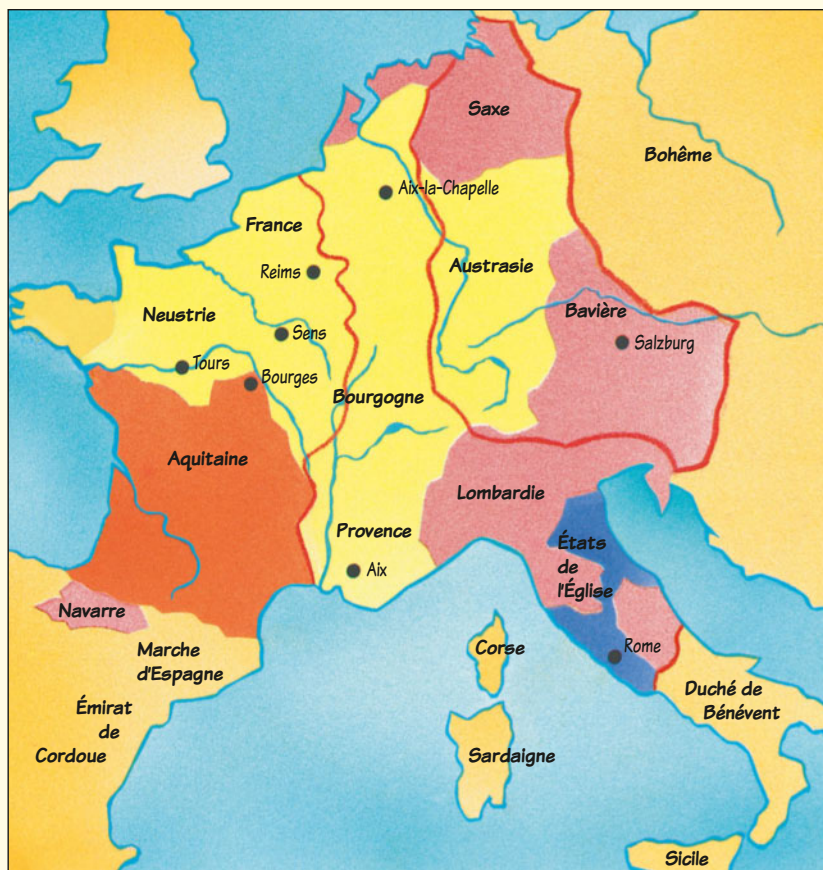 Saxe
Bohême
Aix-la-Chapelle
France
Austrasie
Reims
Bavière
Neustrie
Sens
Salzburg
Tours
Bourges
Bourgogne
Aquitaine
Lombardie
Provence
États
de
l'Église
Aix
Navarre
Marche
d'Espagne
Corse
Rome
Duché de
Bénévent
Émirat
de
Cordoue
Sardaigne
Sicile